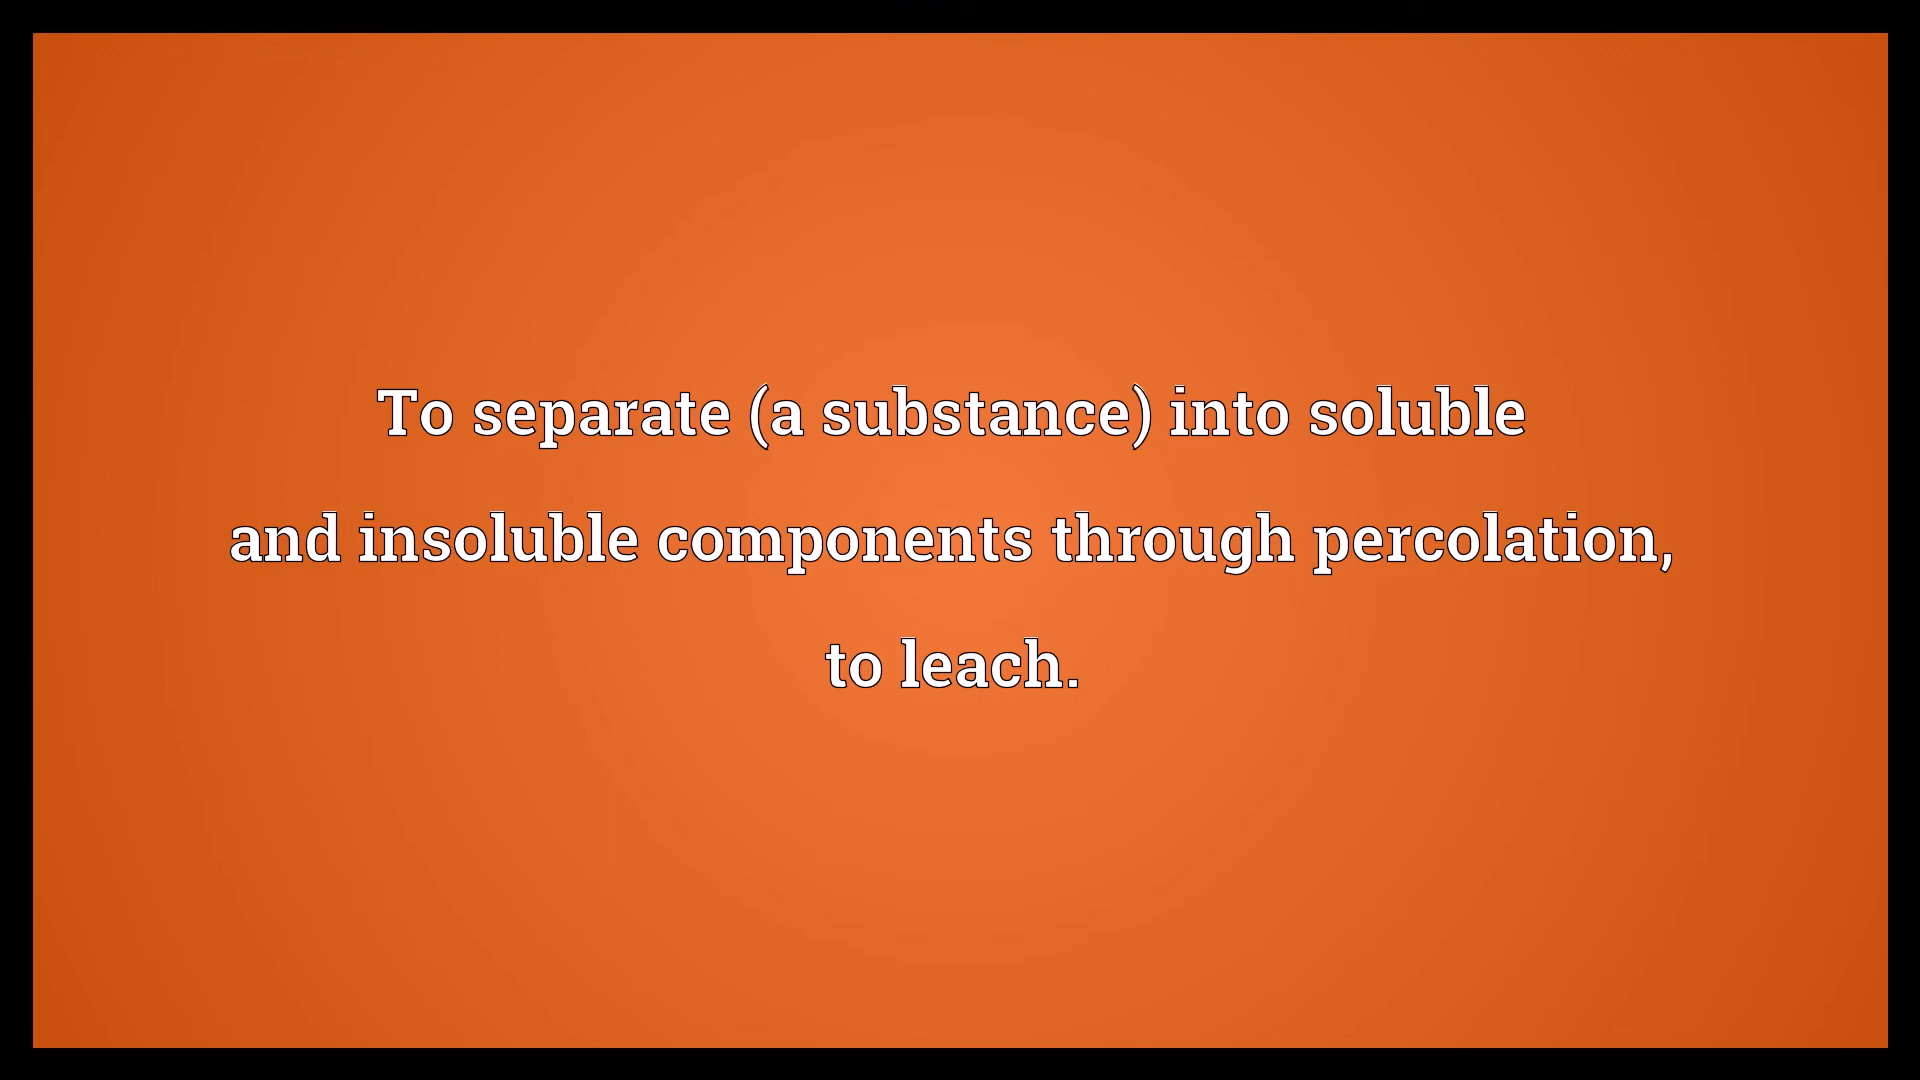 To separate (a substance) into soluble
and insoluble components through percolation,
to leach.